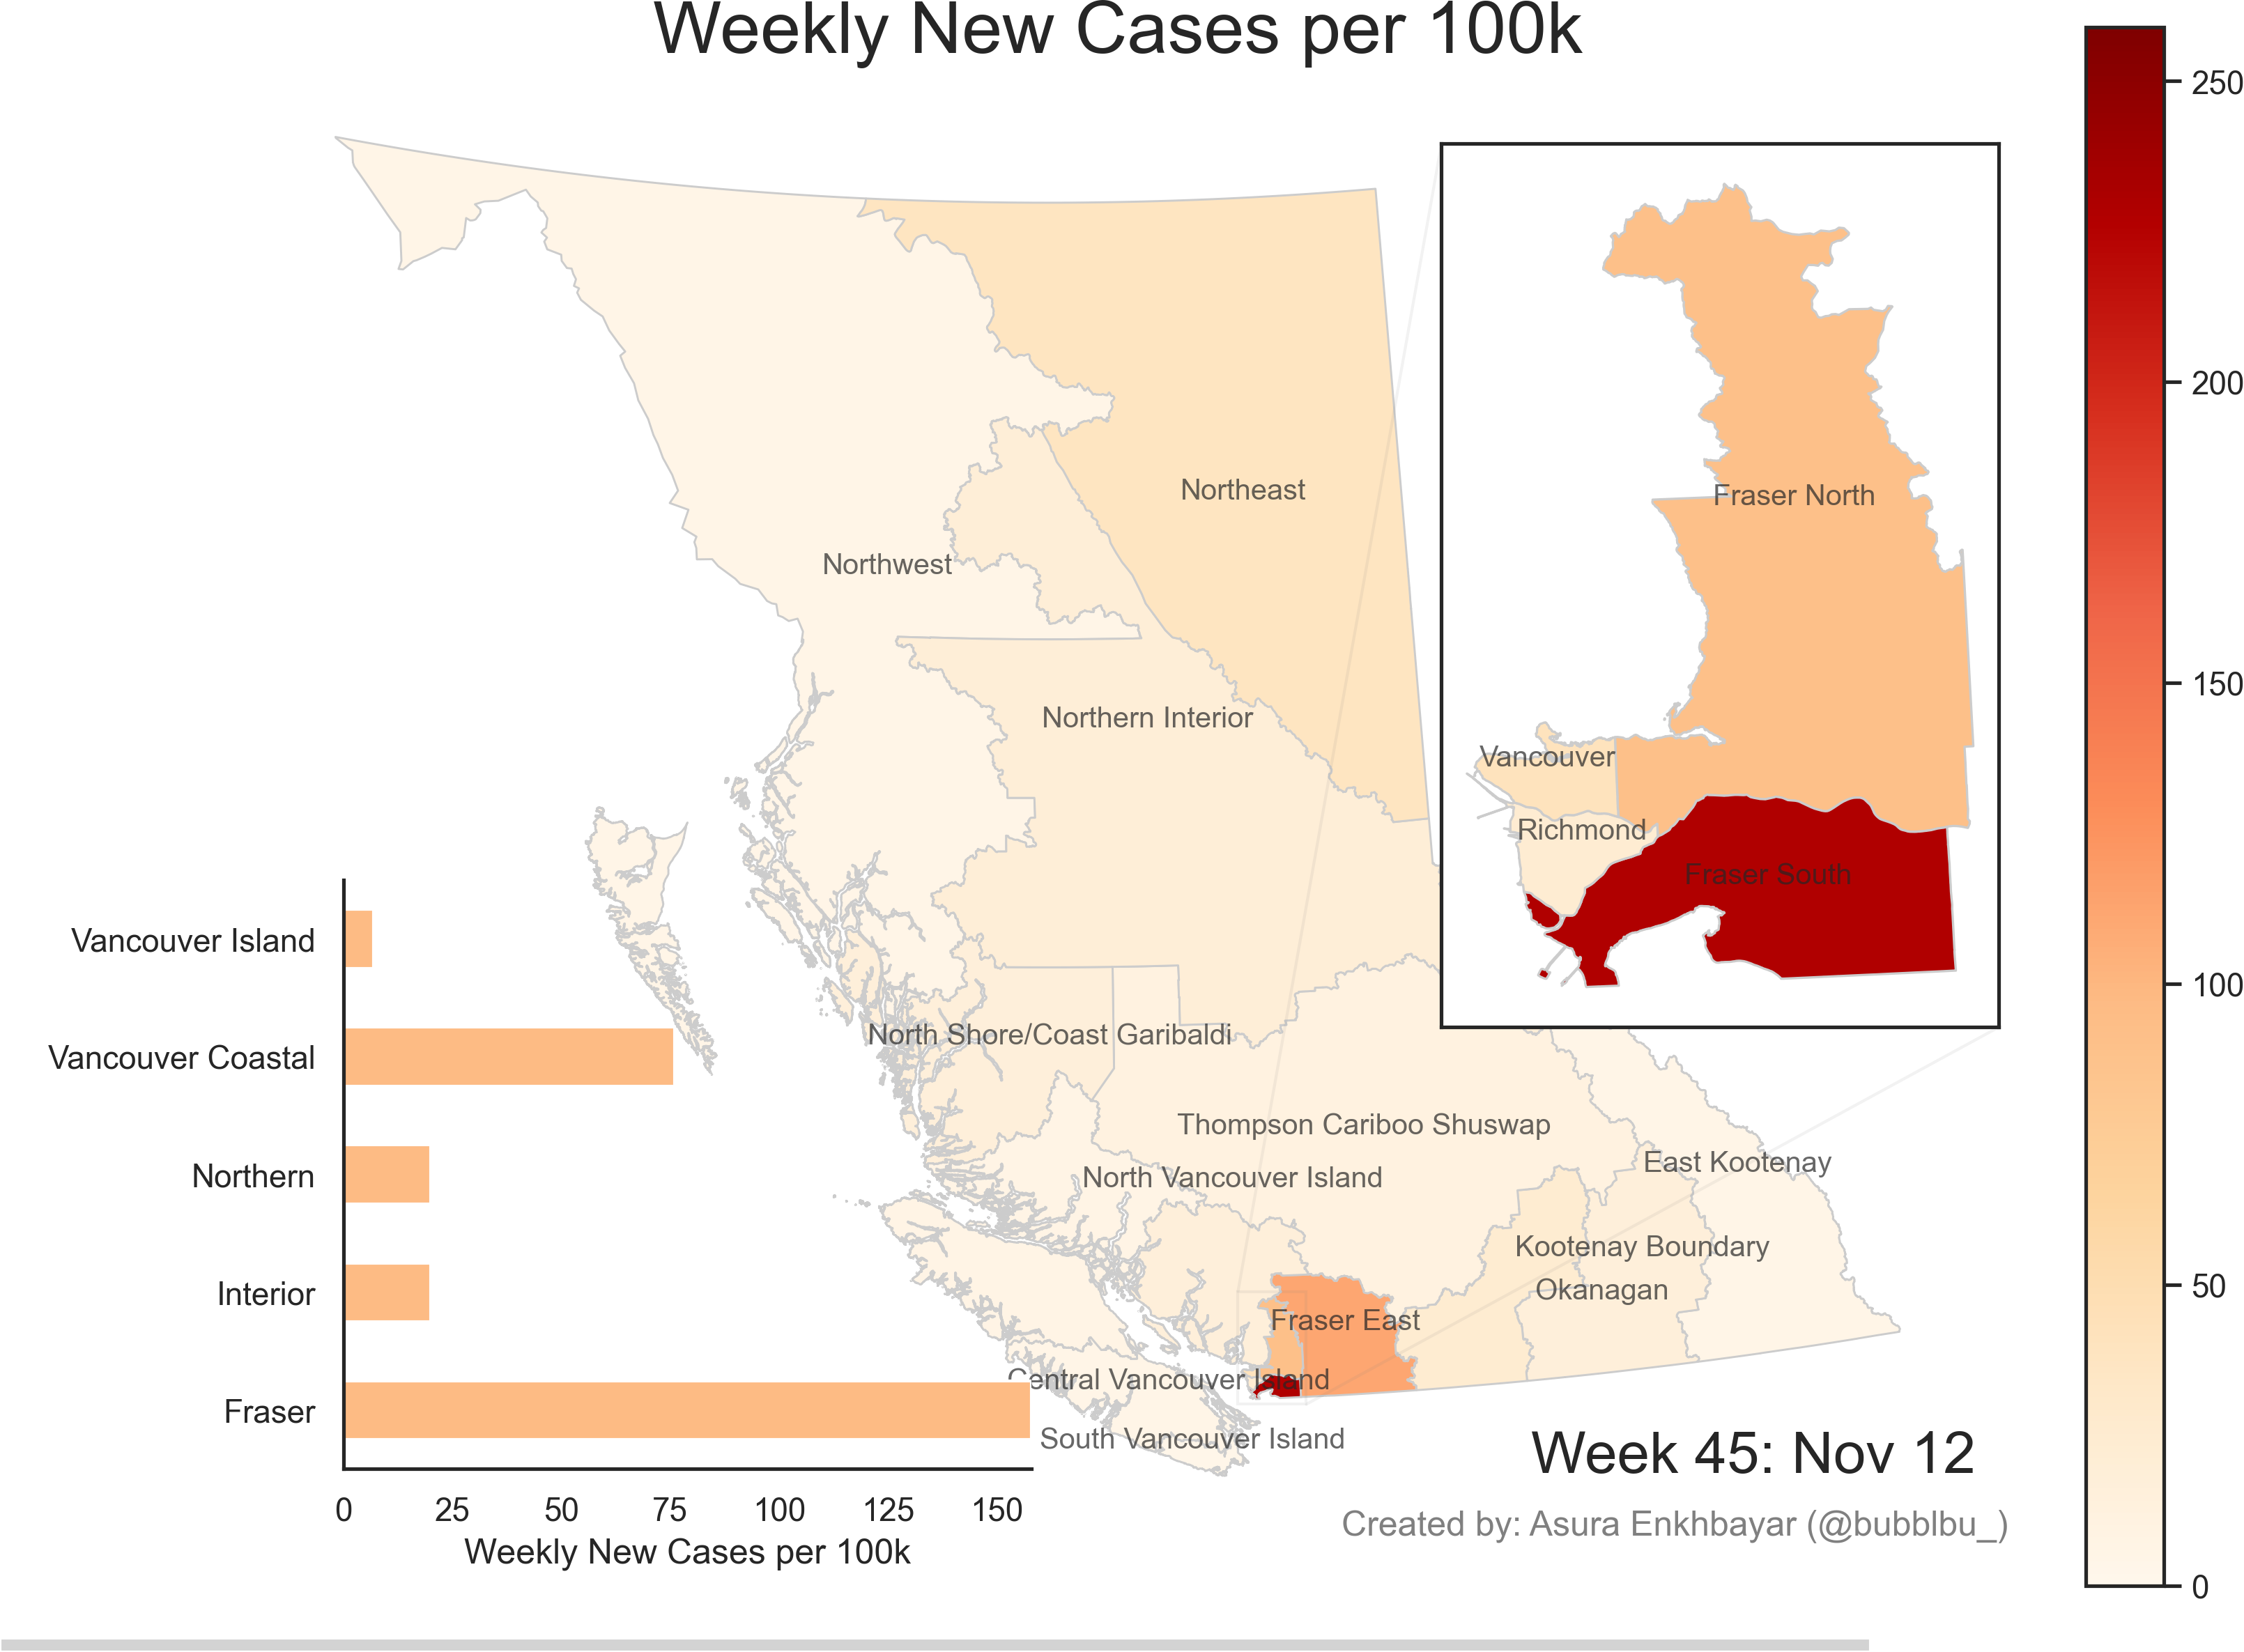 Weekly New Cases per 100k
250
200
150
100
50
0
Northeast
Northwest
Northern Interior
Fraser North
Vancouver
Richmond
Fraser South
North Shore/Coast Garibaldi
Thompson Cariboo Shuswap
North Vancouver Island
East Kootenay
Kootenay Boundary
Okanagan
Fraser East
Central Vancouver Island
South Vancouver Island
Vancouver Island
Vancouver Coastal
Northern
Interior
Fraser
0 25 50 75 100 125 150
Weekly New Cases per 100k
Week 45: Nov 12
Created by: Asura Enkhbayar (@bubblbu_)